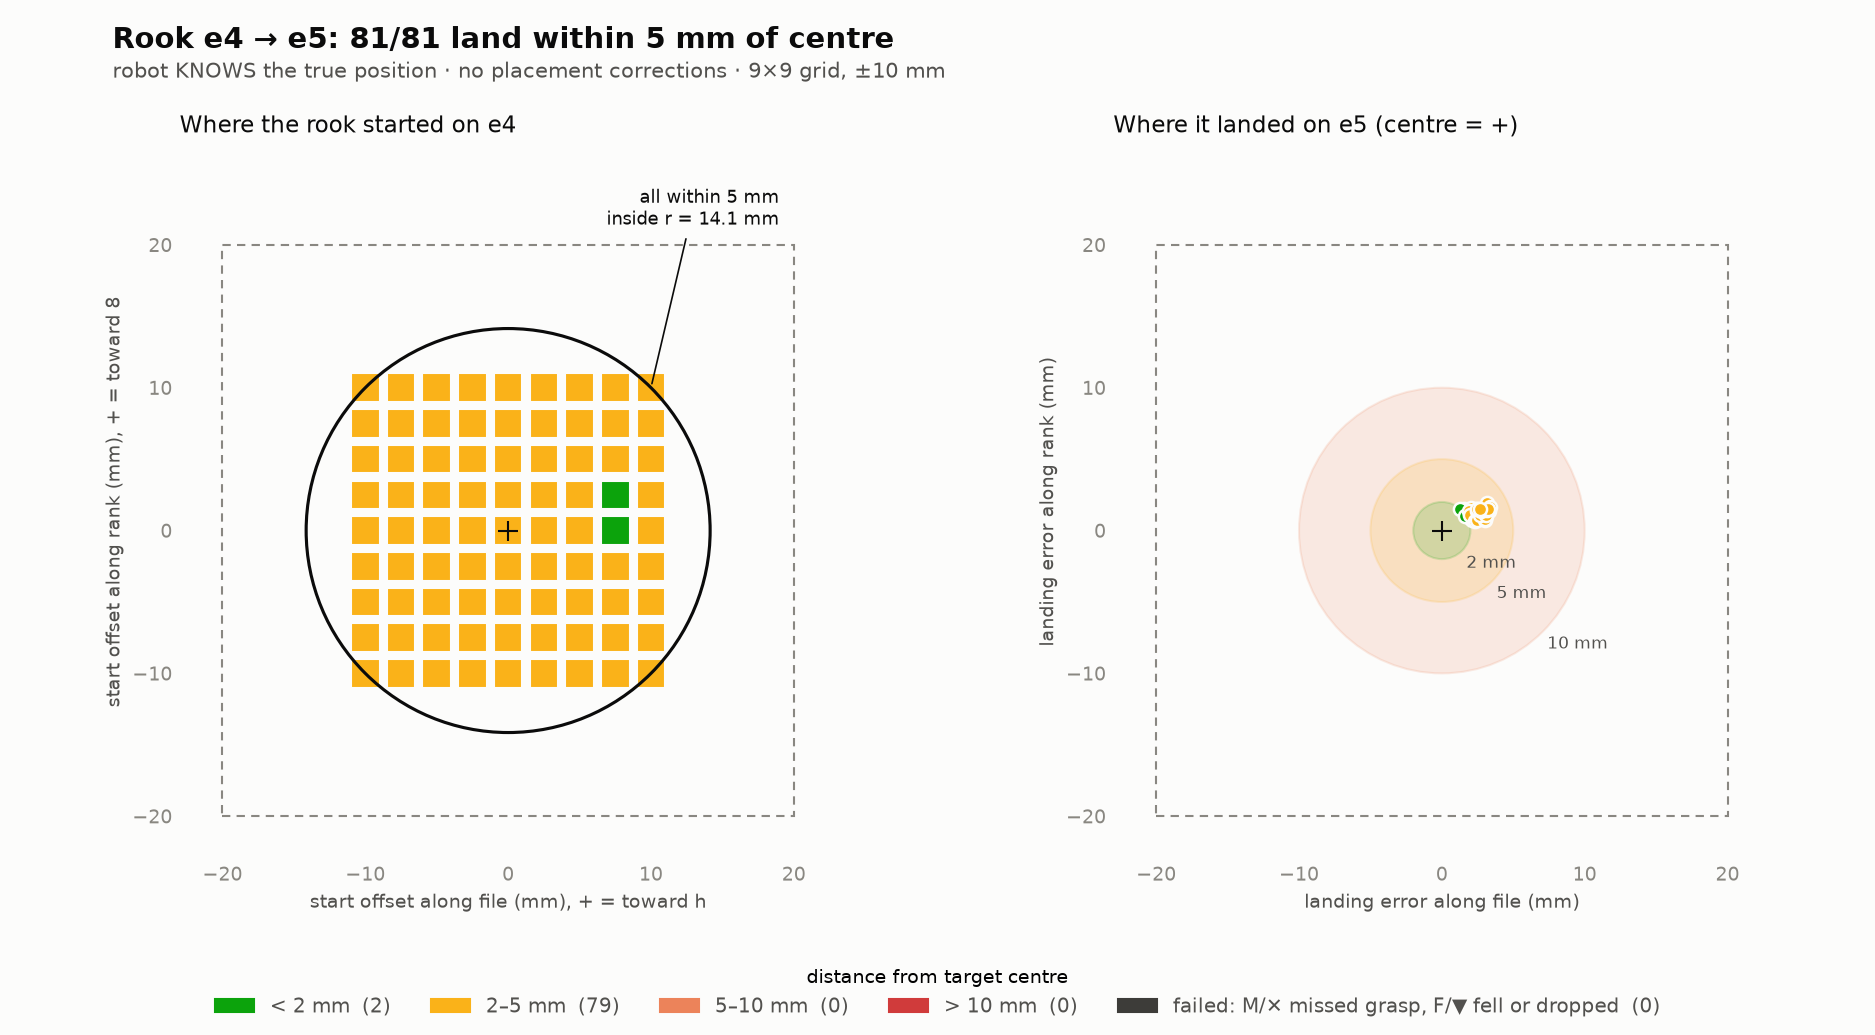 Rook e4 → e5: 81/81 land within 5 mm of centre
robot KNOWS the true position · no placement corrections · 9×9 grid, ±10 mm
Where the rook started on e4
all within 5 mm
inside r = 14.1 mm
20
10
0
−10
−20
start offset along rank (mm), + = toward 8
−20
−10
0
10
20
start offset along file (mm), + = toward h
Where it landed on e5 (centre = +)
20
10
0
−10
−20
landing error along rank (mm)
2 mm
5 mm
10 mm
−20
−10
0
10
20
landing error along file (mm)
distance from target centre
< 2 mm (2)
2–5 mm (79)
5–10 mm (0)
> 10 mm (0)
failed: M/✕ missed grasp, F/▼ fell or dropped (0)